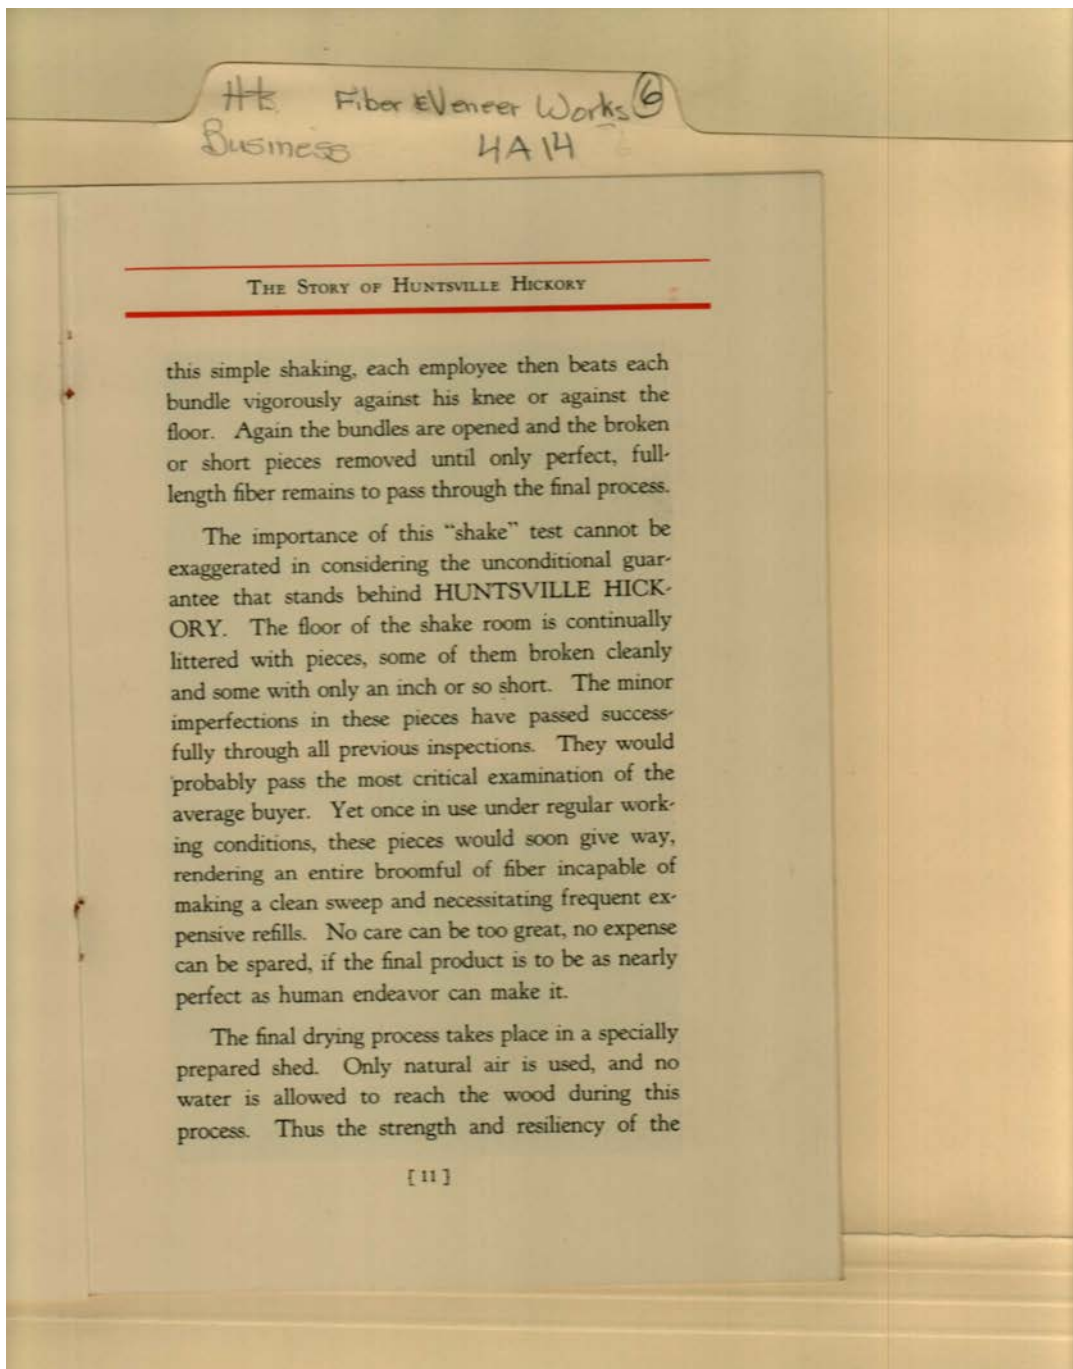 Fiber & Veneer Works 6
Business 4A14
THE STORY OF HUNTSVILLE HICKORY
this simple shaking, each employee then beats each
bundle vigorously against his knee or against the
floor. Again the bundles are opened and the broken
or short pieces removed until only perfect, full-
length fiber remains to pass through the final process.
The importance of this "shake" test cannot be
exaggerated in considering the unconditional guar-
antee that stands behind HUNTSVILLE HICK-
ORY. The floor of the shake room is continually
littered with pieces, some of them broken cleanly
and some with only an inch or so short. The minor
imperfections in these pieces have passed success-
fully through all previous inspections. They would
probably pass the most critical examination of the
average buyer. Yet once in use under regular work-
ing conditions, these pieces would soon give way,
rendering an entire broomful of fiber incapable of
making a clean sweep and necessitating frequent ex-
pensive refills. No care can be too great, no expense
can be spared, if the final product is to be as nearly
perfect as human endeavor can make it.
The final drying process takes place in a specially
prepared shed. Only natural air is used, and no
water is allowed to reach the wood during this
process. Thus the strength and resiliency of the
[ 11 ]